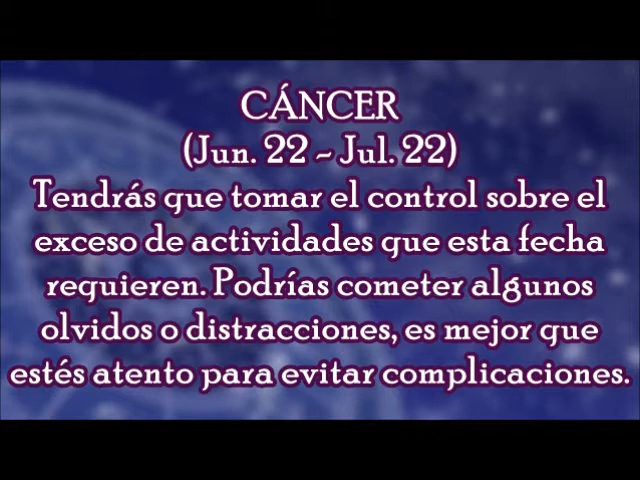 CÁNCER
(Jun. 22 - Jul. 22)
Tendrás que tomar el control sobre el
exceso de actividades que esta fecha
requieren. Podrías cometer algunos
olvidos o distracciones, es mejor que
estés atento para evitar complicaciones.